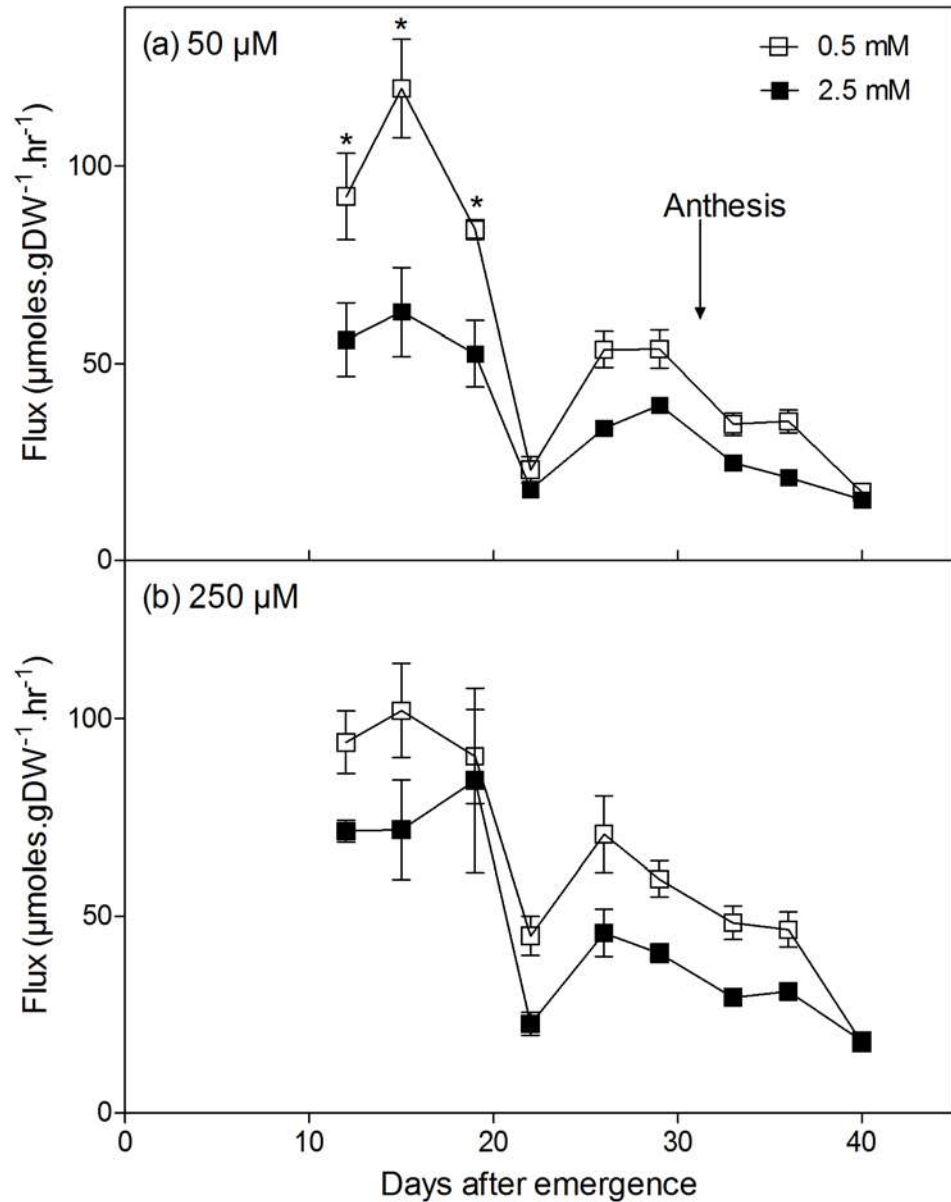 (a) 50 µM
0.5 mM
2.5 mM
*
*
*
Anthesis
100
50
0
Flux (µmoles.gDW⁻¹.hr⁻¹)
(b) 250 µM
100
50
0
Flux (µmoles.gDW⁻¹.hr⁻¹)
0 10 20 30 40
Days after emergence